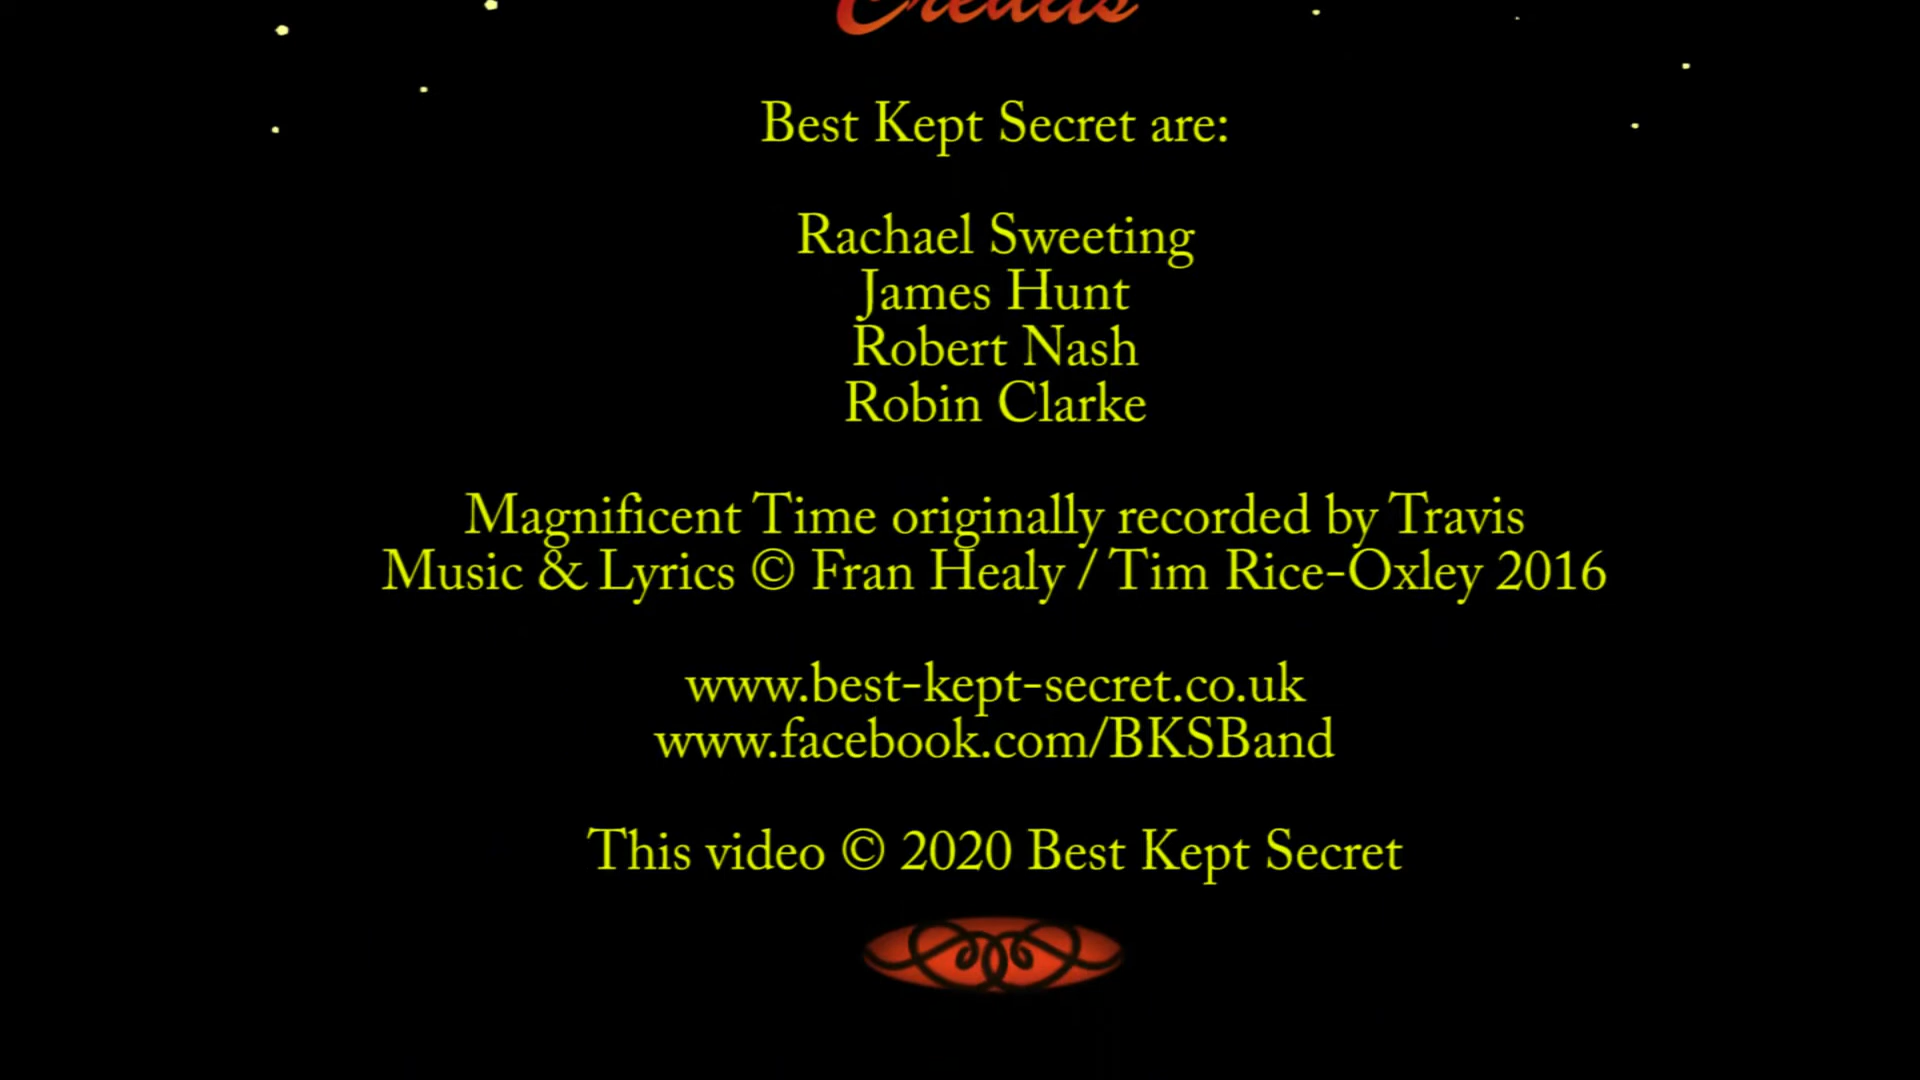 Credits
Best Kept Secret are:
Rachael Sweeting
James Hunt
Robert Nash
Robin Clarke
Magnificent Time originally recorded by Travis
Music & Lyrics © Fran Healy / Tim Rice-Oxley 2016
www.best-kept-secret.co.uk
www.facebook.com/BKSBand
This video © 2020 Best Kept Secret